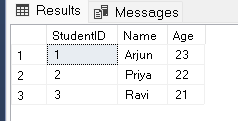 Results Messages
StudentID Name Age
1 1 Arjun 23
2 2 Priya 22
3 3 Ravi 21